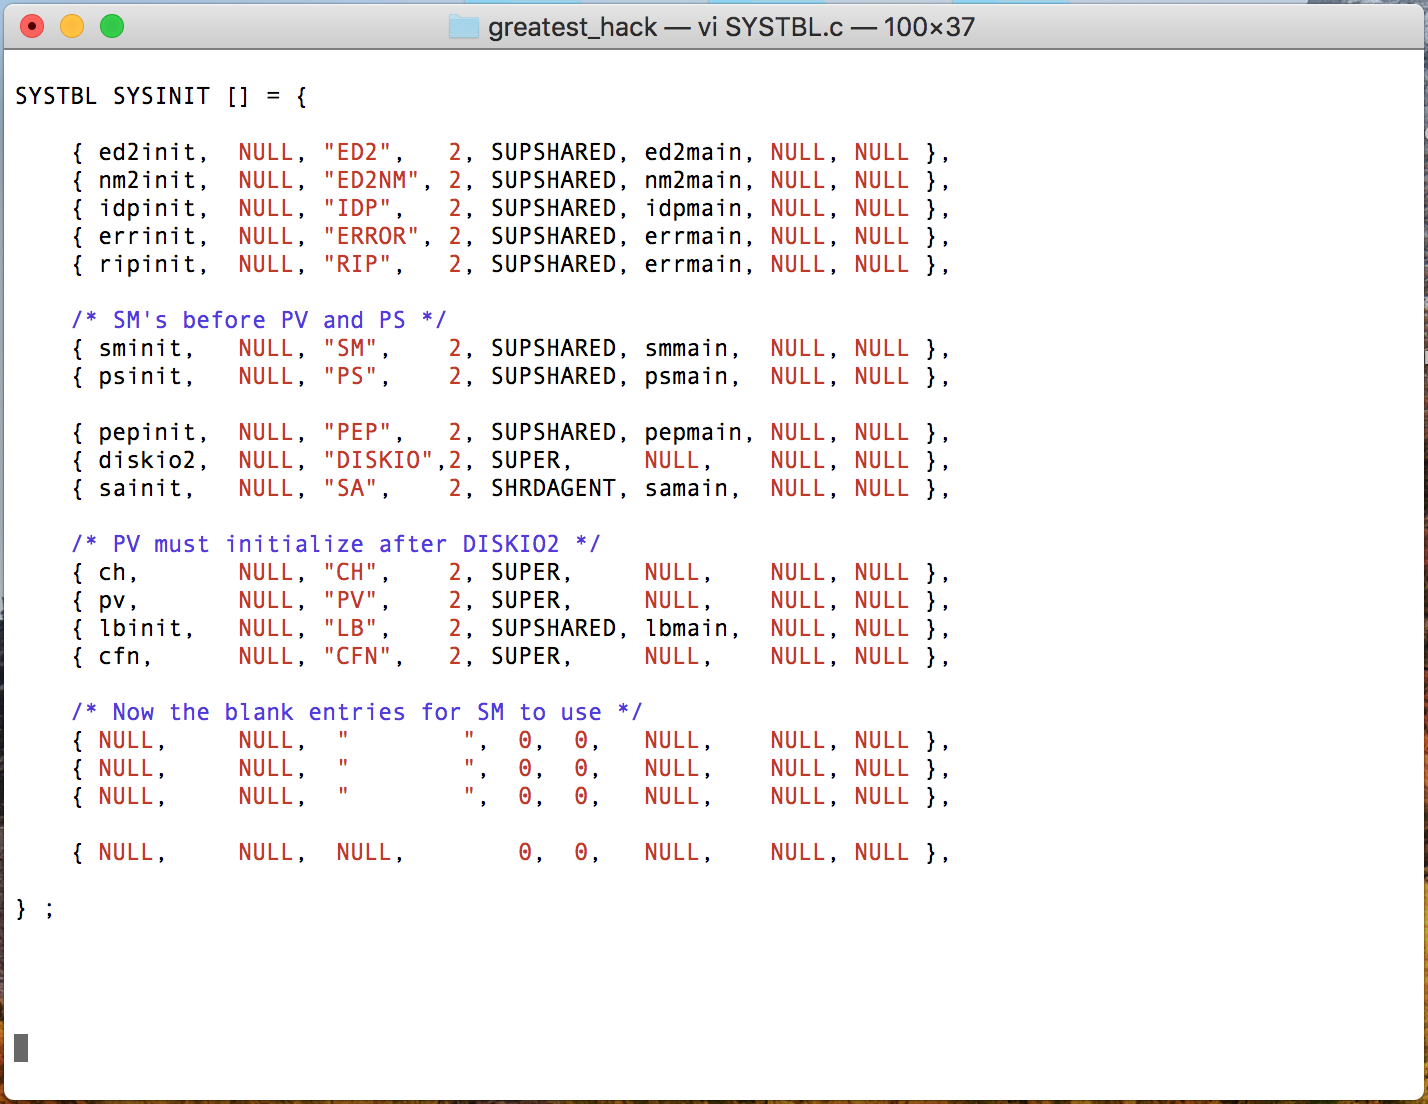 greatest_hack — vi SYSTBL.c — 100×37
SYSTBL SYSINIT [] = {
{ ed2init, NULL, "ED2", 2, SUPSHARED, ed2main, NULL, NULL },
{ nm2init, NULL, "ED2NM", 2, SUPSHARED, nm2main, NULL, NULL },
{ idpinit, NULL, "IDP", 2, SUPSHARED, idpmain, NULL, NULL },
{ errinit, NULL, "ERROR", 2, SUPSHARED, errmain, NULL, NULL },
{ ripinit, NULL, "RIP", 2, SUPSHARED, errmain, NULL, NULL },
/* SM's before PV and PS */
{ sminit, NULL, "SM", 2, SUPSHARED, smmain, NULL, NULL },
{ psinit, NULL, "PS", 2, SUPSHARED, psmain, NULL, NULL },
{ pepinit, NULL, "PEP", 2, SUPSHARED, pepmain, NULL, NULL },
{ diskio2, NULL, "DISKIO",2, SUPER, NULL, NULL, NULL },
{ sainit, NULL, "SA", 2, SHRDAGENT, samain, NULL, NULL },
/* PV must initialize after DISKIO2 */
{ ch, NULL, "CH", 2, SUPER, NULL, NULL, NULL },
{ pv, NULL, "PV", 2, SUPER, NULL, NULL, NULL },
{ lbinit, NULL, "LB", 2, SUPSHARED, lbmain, NULL, NULL },
{ cfn, NULL, "CFN", 2, SUPER, NULL, NULL, NULL },
/* Now the blank entries for SM to use */
{ NULL, NULL, "        ", 0, 0, NULL, NULL, NULL },
{ NULL, NULL, "        ", 0, 0, NULL, NULL, NULL },
{ NULL, NULL, "        ", 0, 0, NULL, NULL, NULL },
{ NULL, NULL, NULL, 0, 0, NULL, NULL, NULL },
} ;